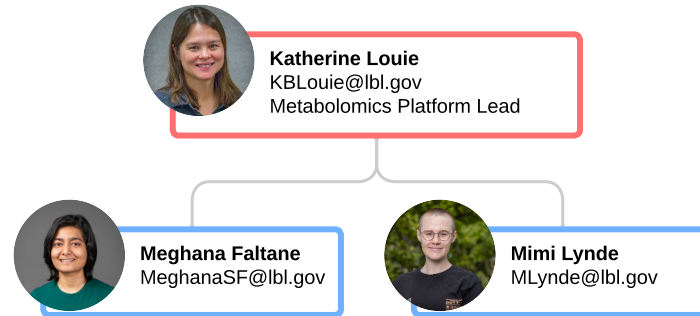 Katherine Louie
KBLouie@lbl.gov
Metabolomics Platform Lead
Meghana Faltane
MeghanaSF@lbl.gov
Mimi Lynde
MLynde@lbl.gov